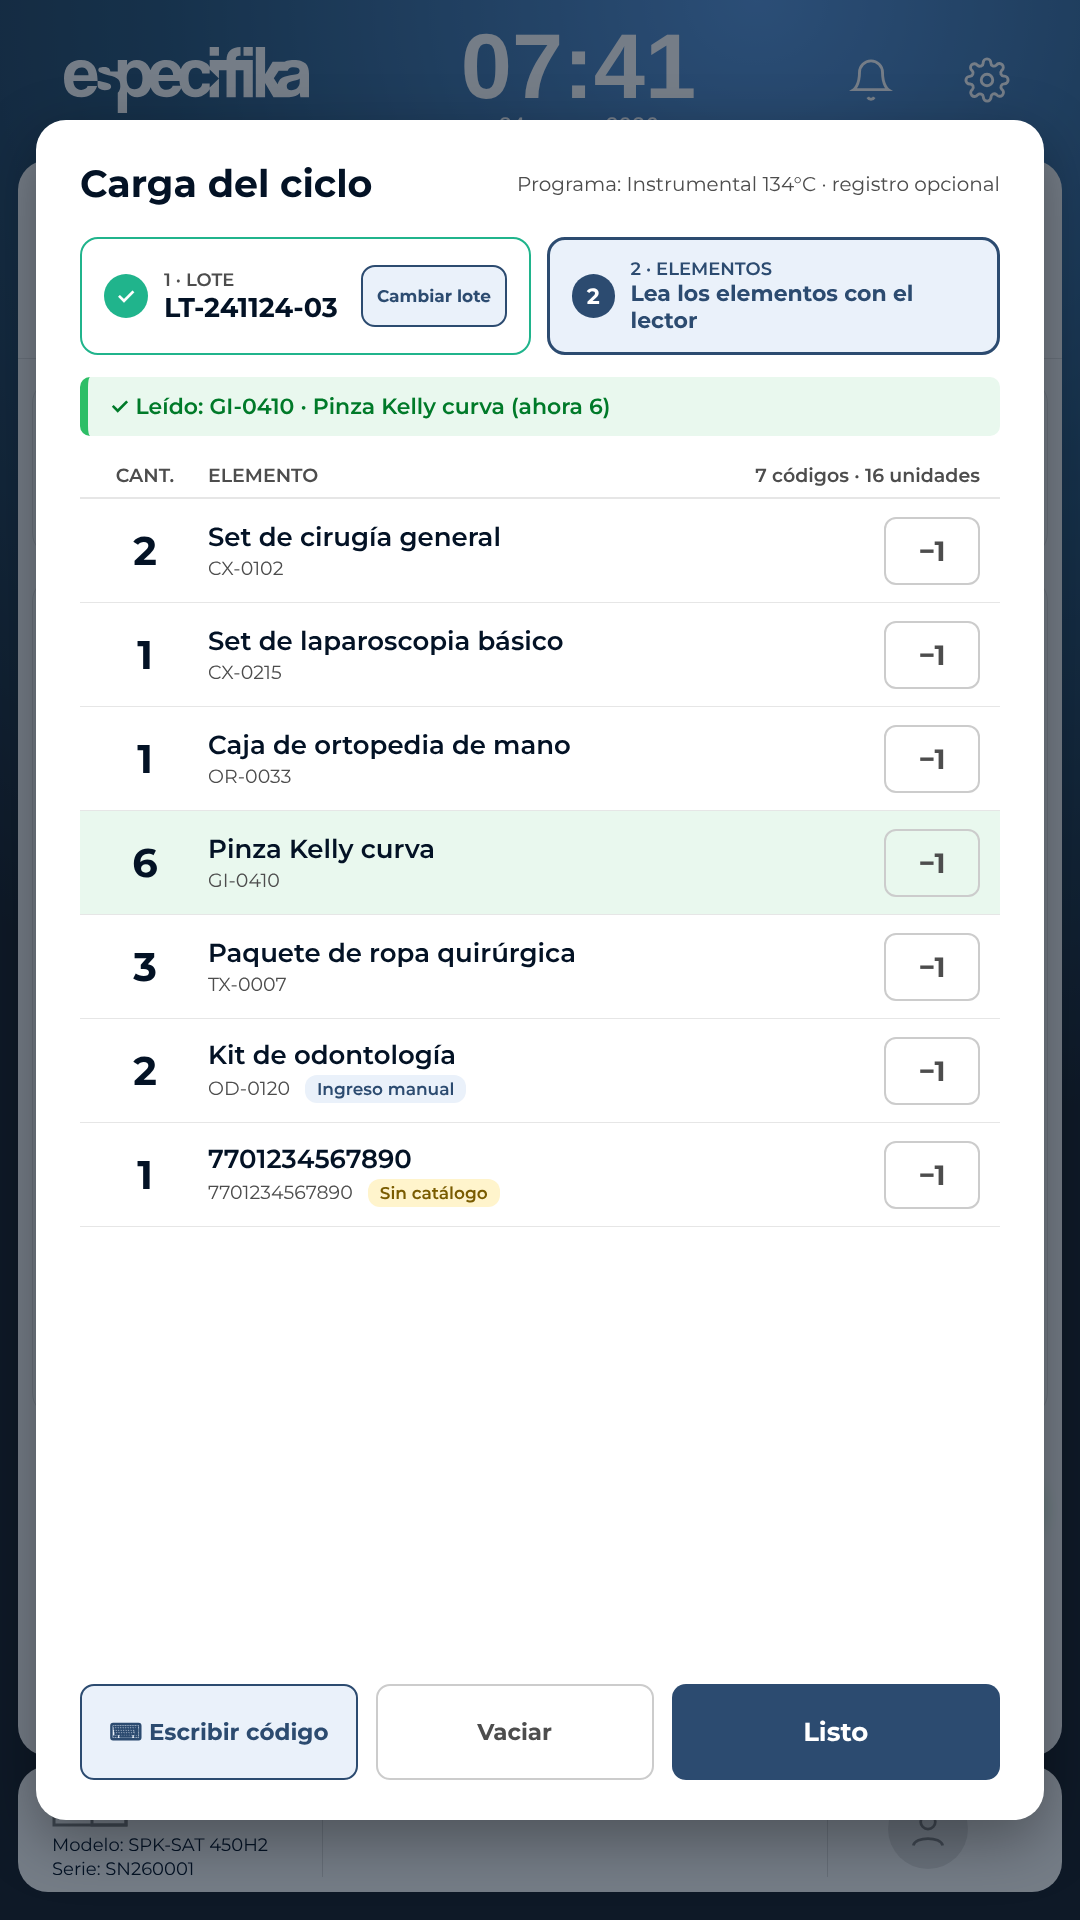 especifika
07:41
Carga del ciclo
Programa: Instrumental 134°C · registro opcional
1 · LOTE
LT-241124-03
Cambiar lote
2
2 · ELEMENTOS
Lea los elementos con el
lector
✓ Leído: GI-0410 · Pinza Kelly curva (ahora 6)
CANT. ELEMENTO 7 códigos · 16 unidades
2 Set de cirugía general −1
CX-0102
1 Set de laparoscopia básico −1
CX-0215
1 Caja de ortopedia de mano −1
OR-0033
6 Pinza Kelly curva −1
GI-0410
3 Paquete de ropa quirúrgica −1
TX-0007
2 Kit de odontología −1
OD-0120 Ingreso manual
1 7701234567890 −1
7701234567890 Sin catálogo
⌨ Escribir código
Vaciar
Listo
Modelo: SPK-SAT 450H2
Serie: SN260001